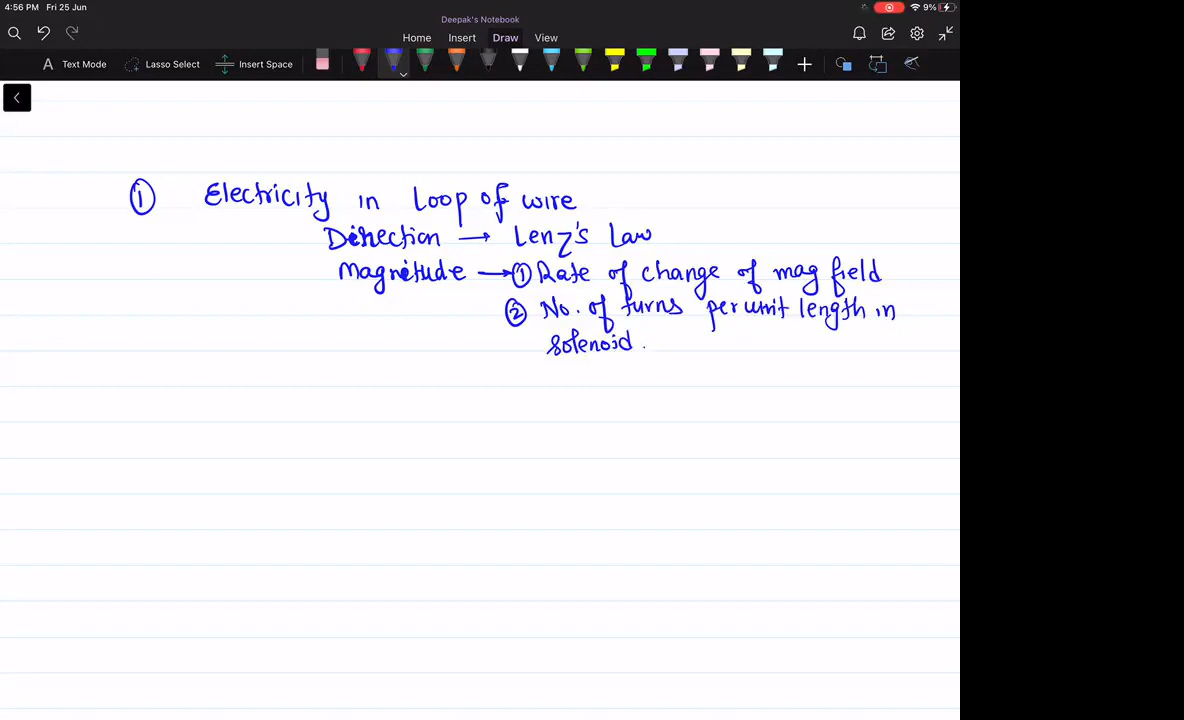 4:56 PM Fri 25 Jun
9%
Deepak's Notebook
Home Insert Draw View
A Text Mode Lasso Select Insert Space
① Electricity in Loop of wire
Direction → Lenz's Law
Magnitude → ① Rate of change of mag field
② No. of turns per unit length in
solenoid.